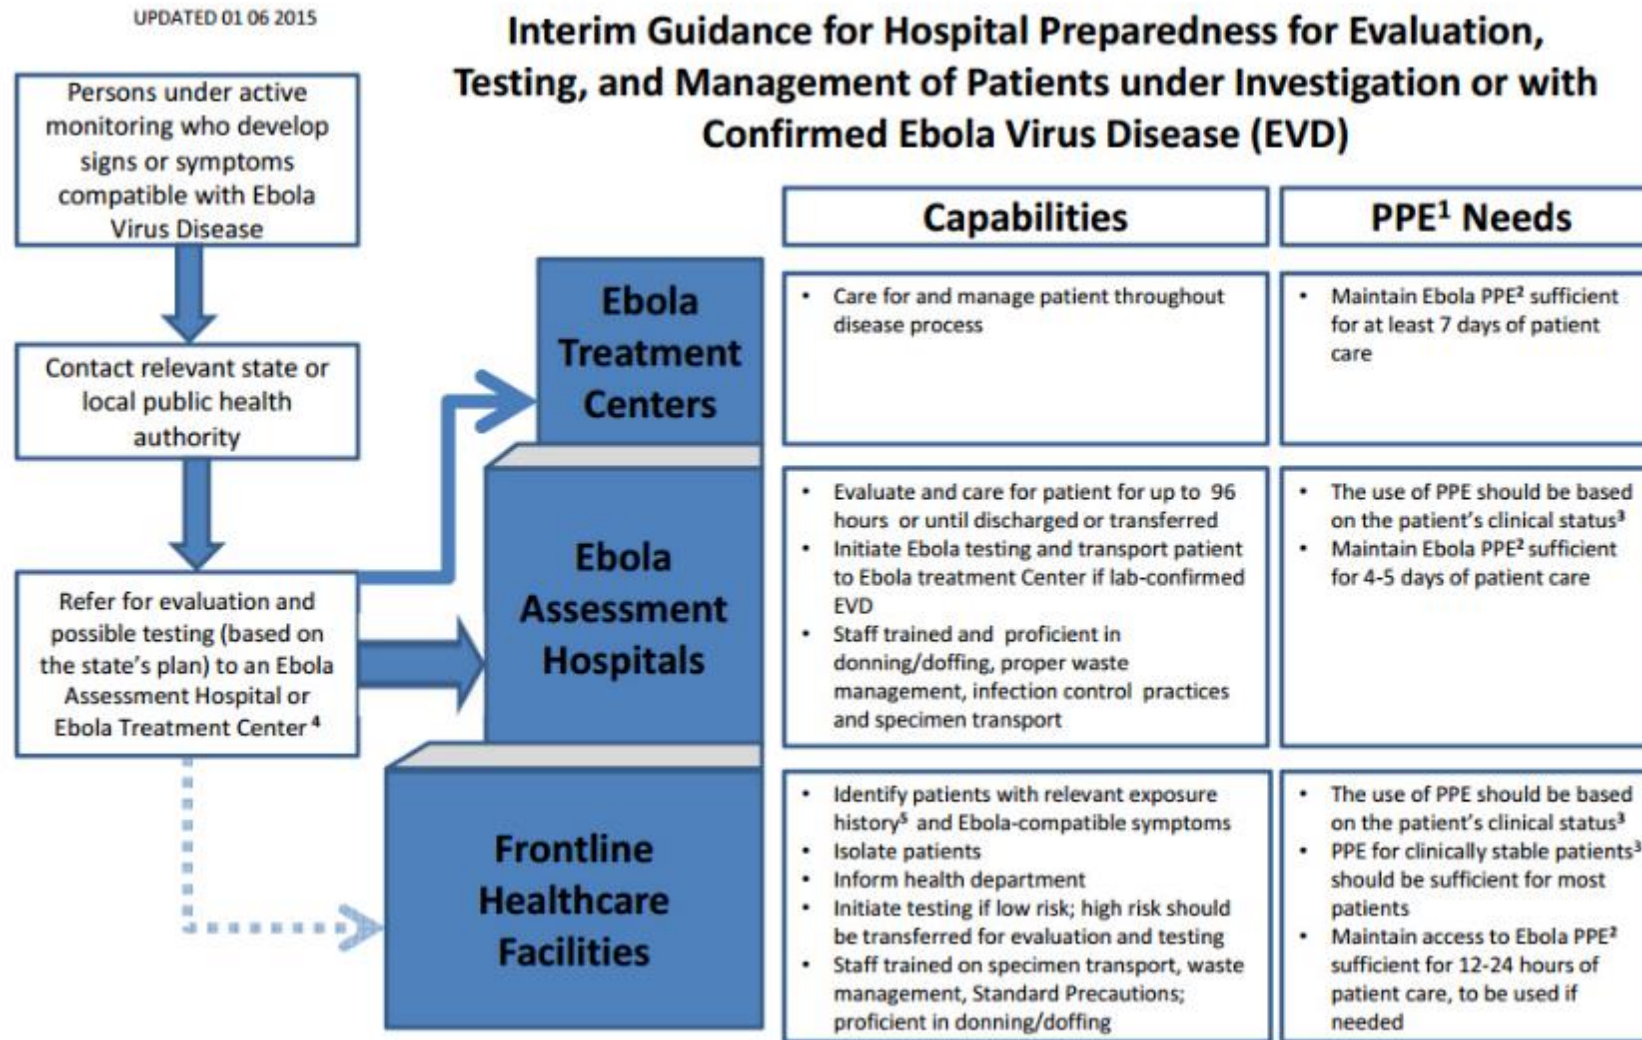 UPDATED 01 06 2015
Interim Guidance for Hospital Preparedness for Evaluation,
Testing, and Management of Patients under Investigation or with
Confirmed Ebola Virus Disease (EVD)
Persons under active
monitoring who develop
signs or symptoms
compatible with Ebola
Virus Disease
Contact relevant state or
local public health
authority
Refer for evaluation and
possible testing (based on
the state's plan) to an Ebola
Assessment Hospital or
Ebola Treatment Center ⁴
Capabilities
PPE¹ Needs
Ebola
Treatment
Centers
• Care for and manage patient throughout
disease process
• Maintain Ebola PPE² sufficient
for at least 7 days of patient
care
Ebola
Assessment
Hospitals
• Evaluate and care for patient for up to 96
hours or until discharged or transferred
• Initiate Ebola testing and transport patient
to Ebola treatment Center if lab-confirmed
EVD
• Staff trained and proficient in
donning/doffing, proper waste
management, infection control practices
and specimen transport
• The use of PPE should be based
on the patient's clinical status³
• Maintain Ebola PPE² sufficient
for 4-5 days of patient care
Frontline
Healthcare
Facilities
• Identify patients with relevant exposure
history⁵ and Ebola-compatible symptoms
• Isolate patients
• Inform health department
• Initiate testing if low risk; high risk should
be transferred for evaluation and testing
• Staff trained on specimen transport, waste
management, Standard Precautions;
proficient in donning/doffing
• The use of PPE should be based
on the patient's clinical status³
• PPE for clinically stable patients³
should be sufficient for most
patients
• Maintain access to Ebola PPE²
sufficient for 12-24 hours of
patient care, to be used if
needed